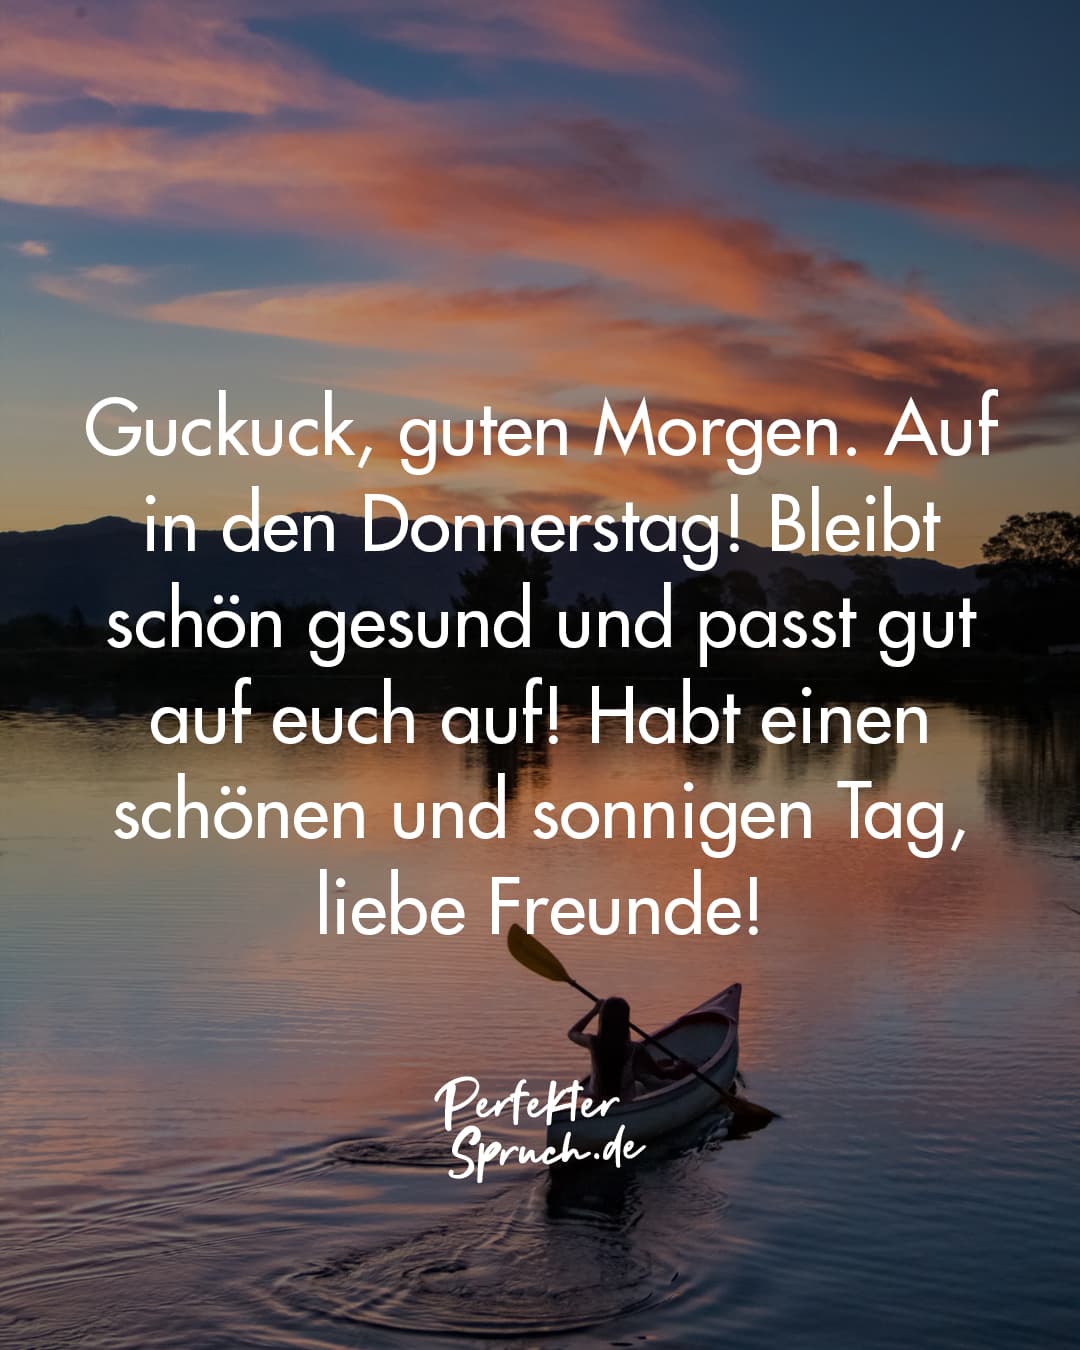 Guckuck, guten Morgen. Auf
in den Donnerstag! Bleibt
schön gesund und passt gut
auf euch auf! Habt einen
schönen und sonnigen Tag,
liebe Freunde!
Perfekter
Spruch.de